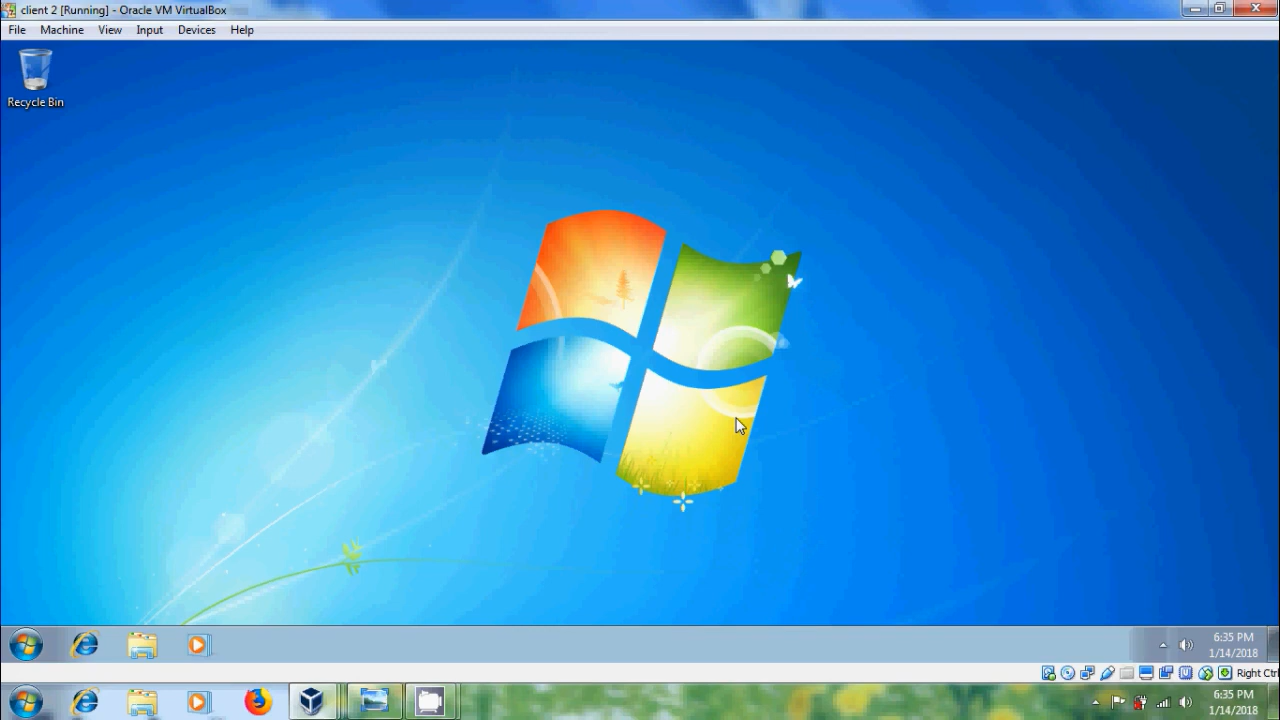 client 2 [Running] - Oracle VM VirtualBox
File Machine View Input Devices Help
Recycle Bin
6:35 PM
1/14/2018
Right Ctrl
6:35 PM
1/14/2018